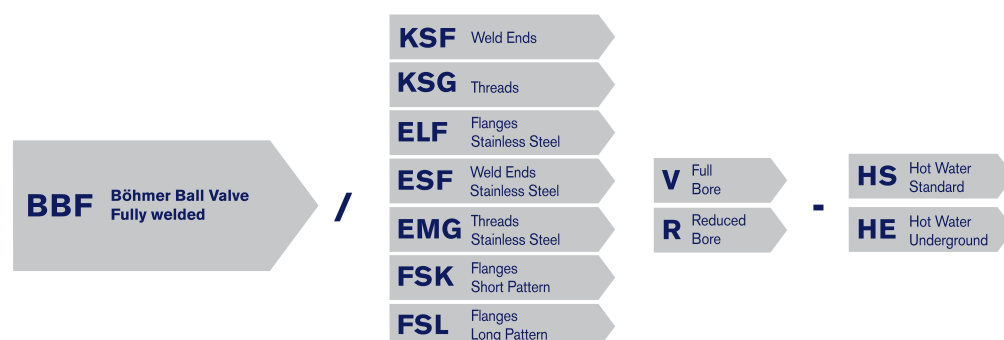 BBF Böhmer Ball Valve
Fully welded
/
KSF Weld Ends
KSG Threads
ELF Flanges
Stainless Steel
ESF Weld Ends
Stainless Steel
EMG Threads
Stainless Steel
FSK Flanges
Short Pattern
FSL Flanges
Long Pattern
V Full
Bore
R Reduced
Bore
-
HS Hot Water
Standard
HE Hot Water
Underground